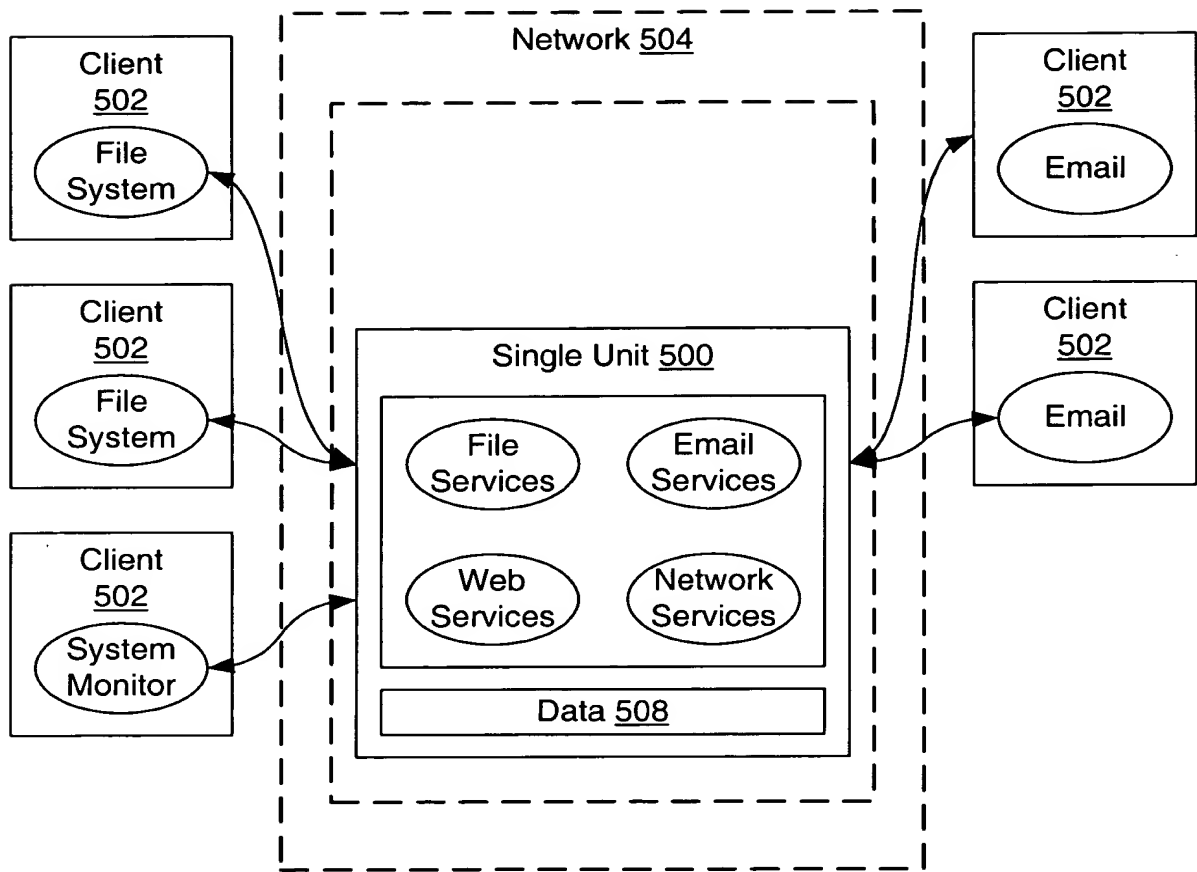 Network 504
Client
502
File
System
Client
502
File
System
Client
502
System
Monitor
Single Unit 500
File
Services
Email
Services
Web
Services
Network
Services
Data 508
Client
502
Email
Client
502
Email